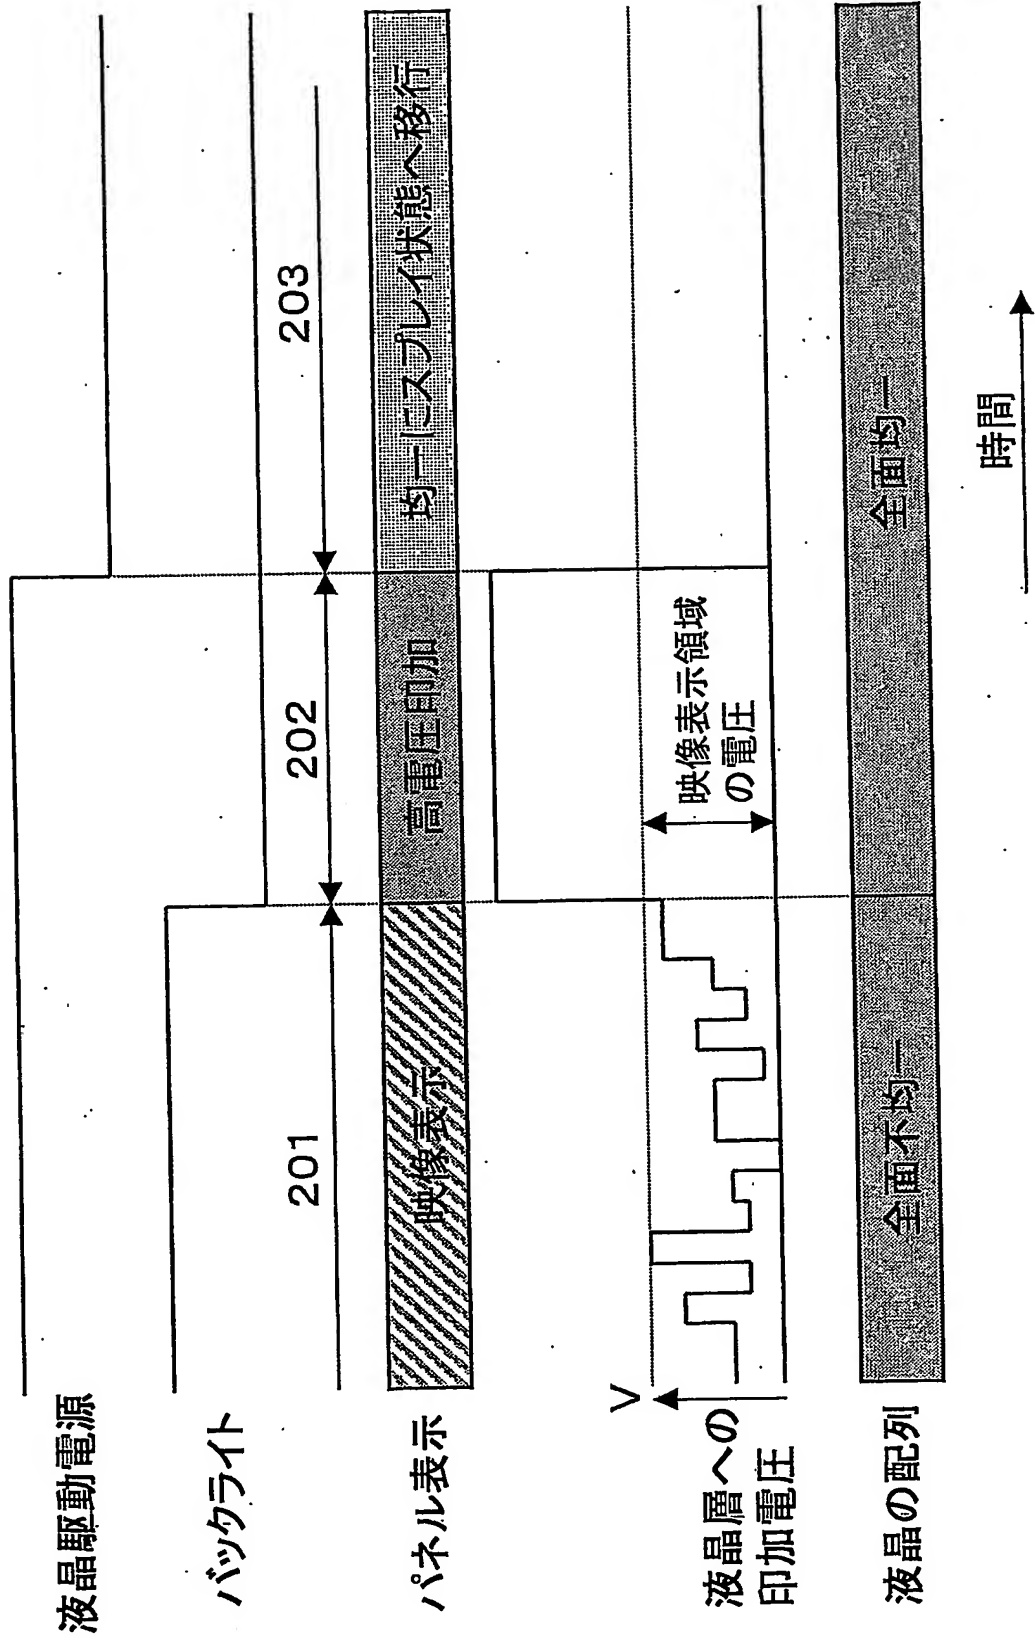 液晶駆動電源
バックライト
201
202
203
パネル表示
映像表示
高電圧印加
均一にスプレイ状態へ移行
V
液晶層への
印加電圧
映像表示領域
の電圧
液晶の配列
全面不均一
全面均一
時間